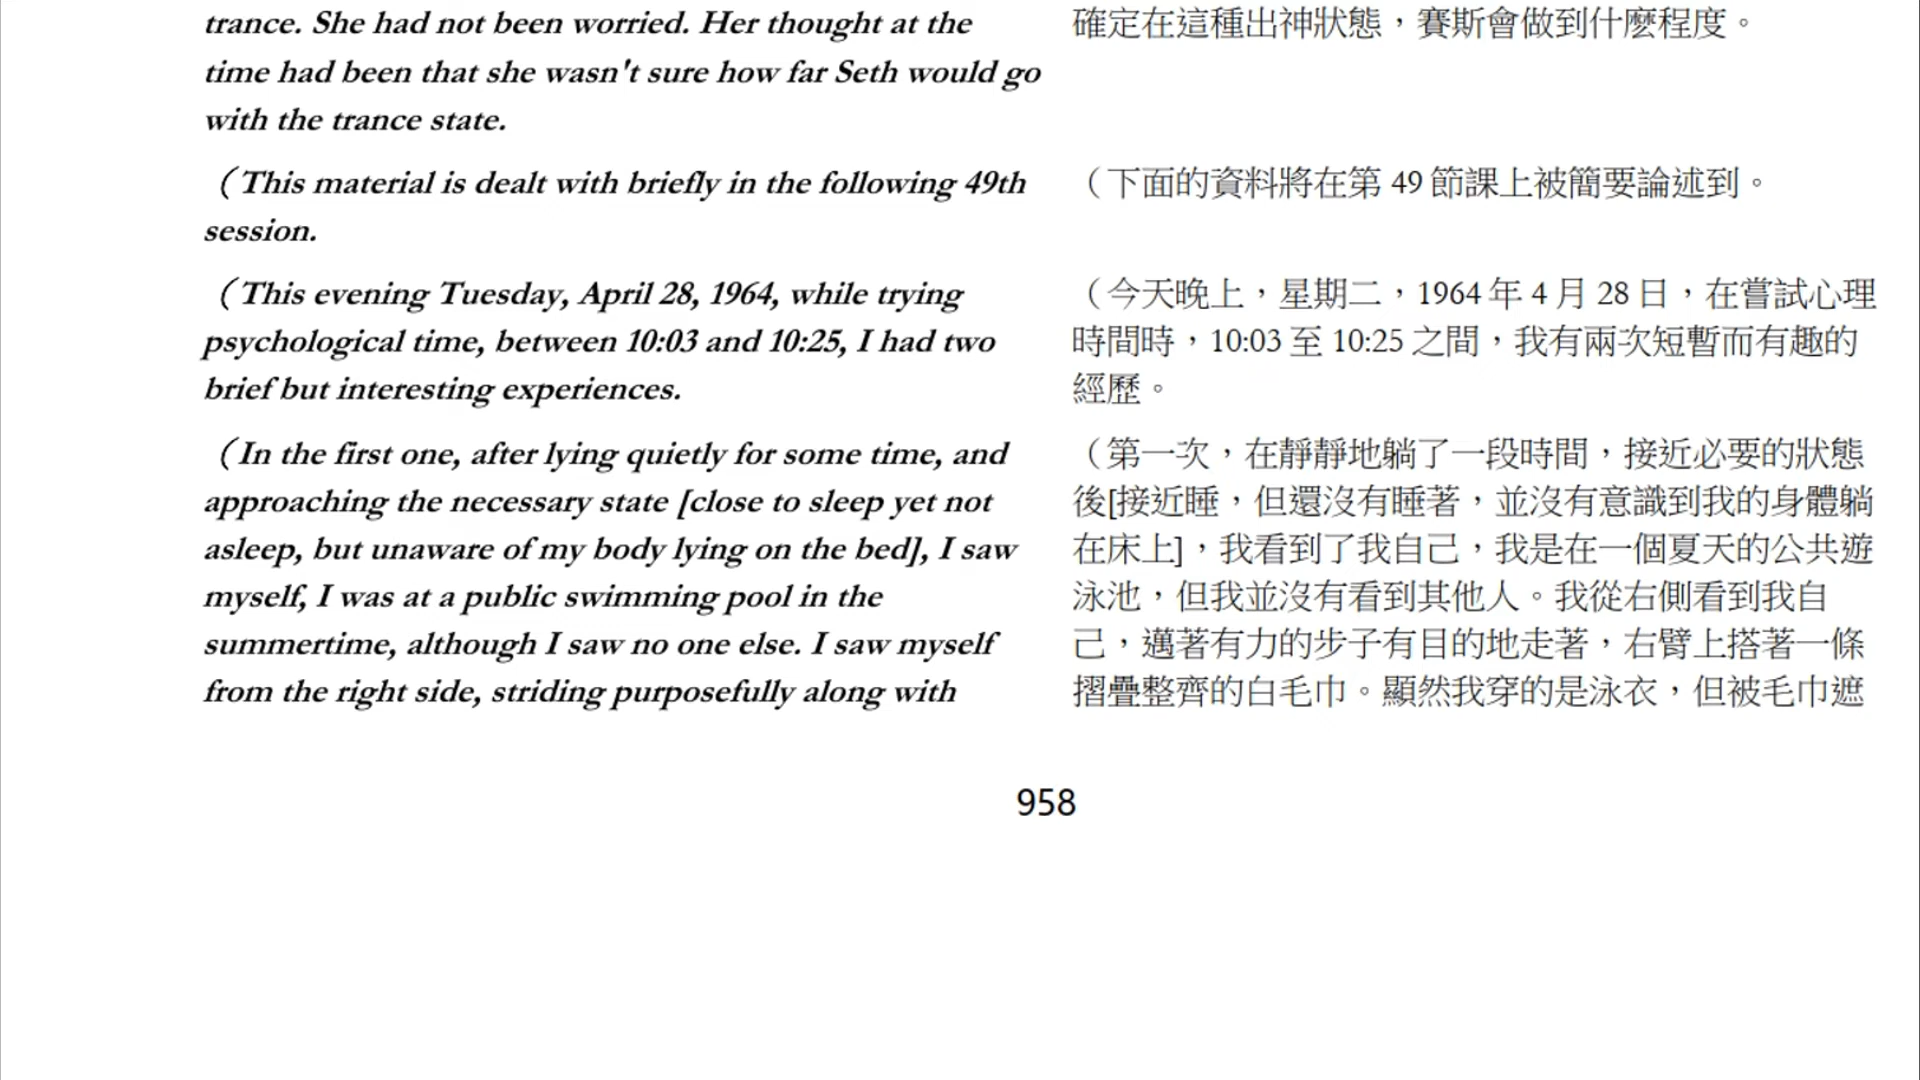 trance. She had not been worried. Her thought at the
time had been that she wasn't sure how far Seth would go
with the trance state.
（This material is dealt with briefly in the following 49th
session.
（This evening Tuesday, April 28, 1964, while trying
psychological time, between 10:03 and 10:25, I had two
brief but interesting experiences.
（In the first one, after lying quietly for some time, and
approaching the necessary state [close to sleep yet not
asleep, but unaware of my body lying on the bed], I saw
myself, I was at a public swimming pool in the
summertime, although I saw no one else. I saw myself
from the right side, striding purposefully along with
確定在這種出神狀態，賽斯會做到什麼程度。
（下面的資料將在第 49 節課上被簡要論述到。
（今天晚上，星期二，1964 年 4 月 28 日，在嘗試心理
時間時，10:03 至 10:25 之間，我有兩次短暫而有趣的
經歷。
（第一次，在靜靜地躺了一段時間，接近必要的狀態
後[接近睡，但還沒有睡著，並沒有意識到我的身體躺
在床上]，我看到了我自己，我是在一個夏天的公共遊
泳池，但我並沒有看到其他人。我從右側看到我自
己，邁著有力的步子有目的地走著，右臂上搭著一條
摺疊整齊的白毛巾。顯然我穿的是泳衣，但被毛巾遮
958